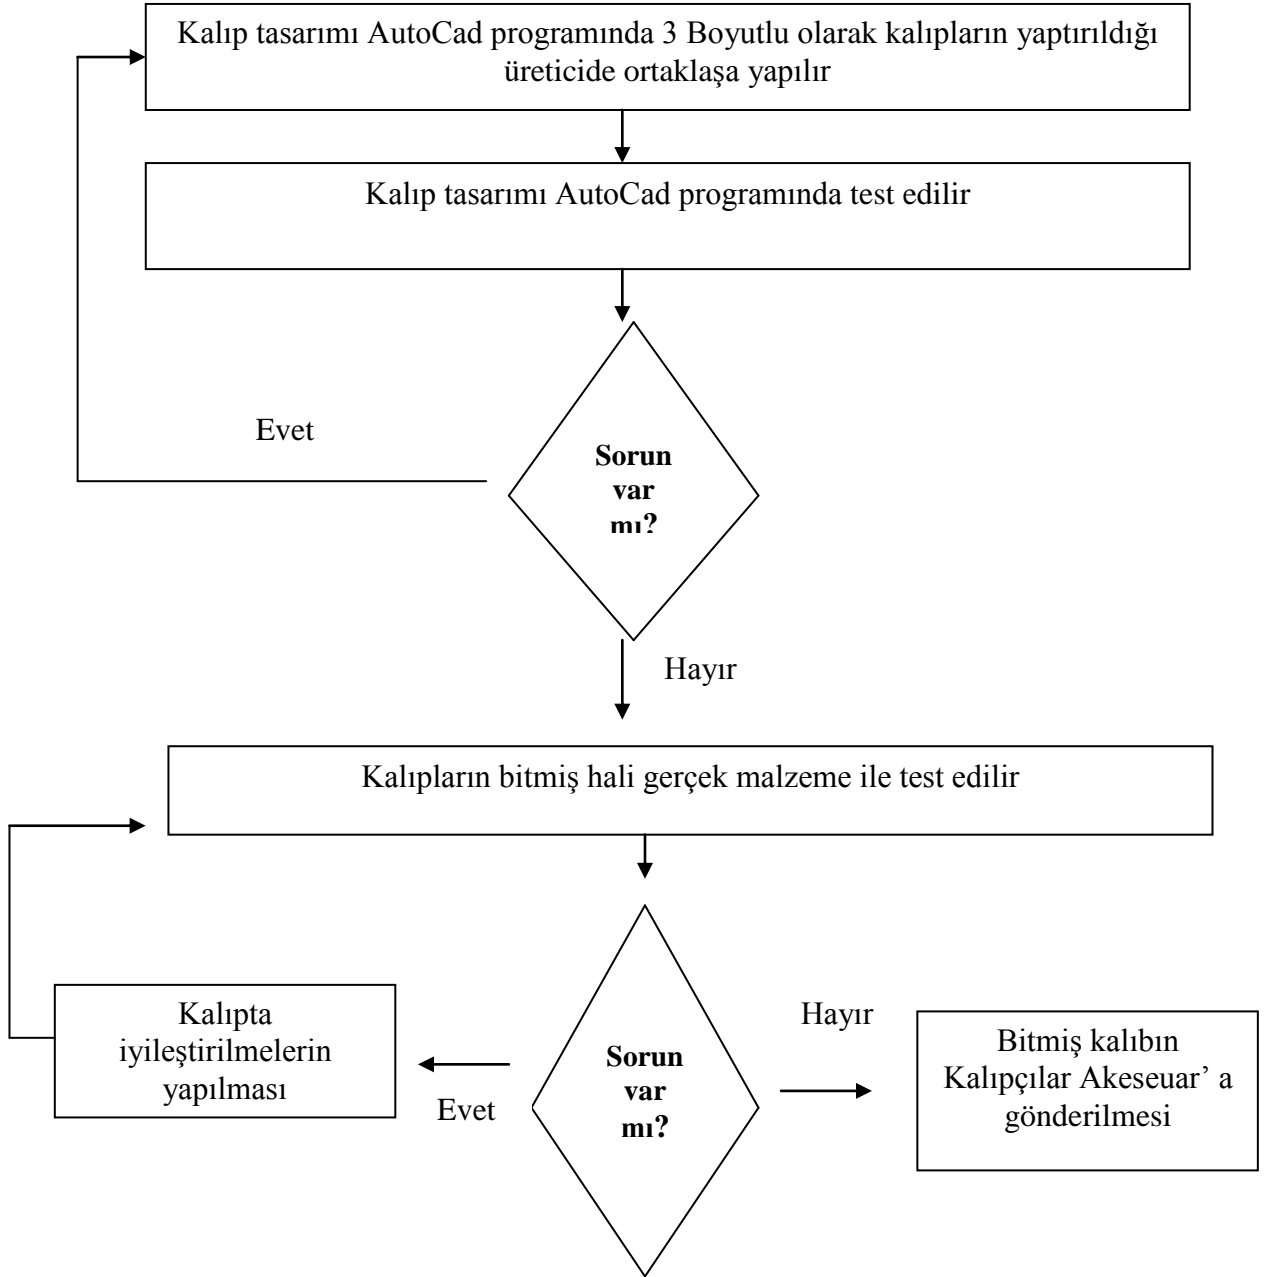 Kalıp tasarımı AutoCad programında 3 Boyutlu olarak kalıpların yaptırıldığı
üreticide ortaklaşa yapılır
Kalıp tasarımı AutoCad programında test edilir
Evet
Sorun
var
mı?
Hayır
Kalıpların bitmiş hali gerçek malzeme ile test edilir
Kalıpta
iyileştirilmelerin
yapılması
Evet
Sorun
var
mı?
Hayır
Bitmiş kalıbın
Kalıpçılar Akeseuar’ a
gönderilmesi